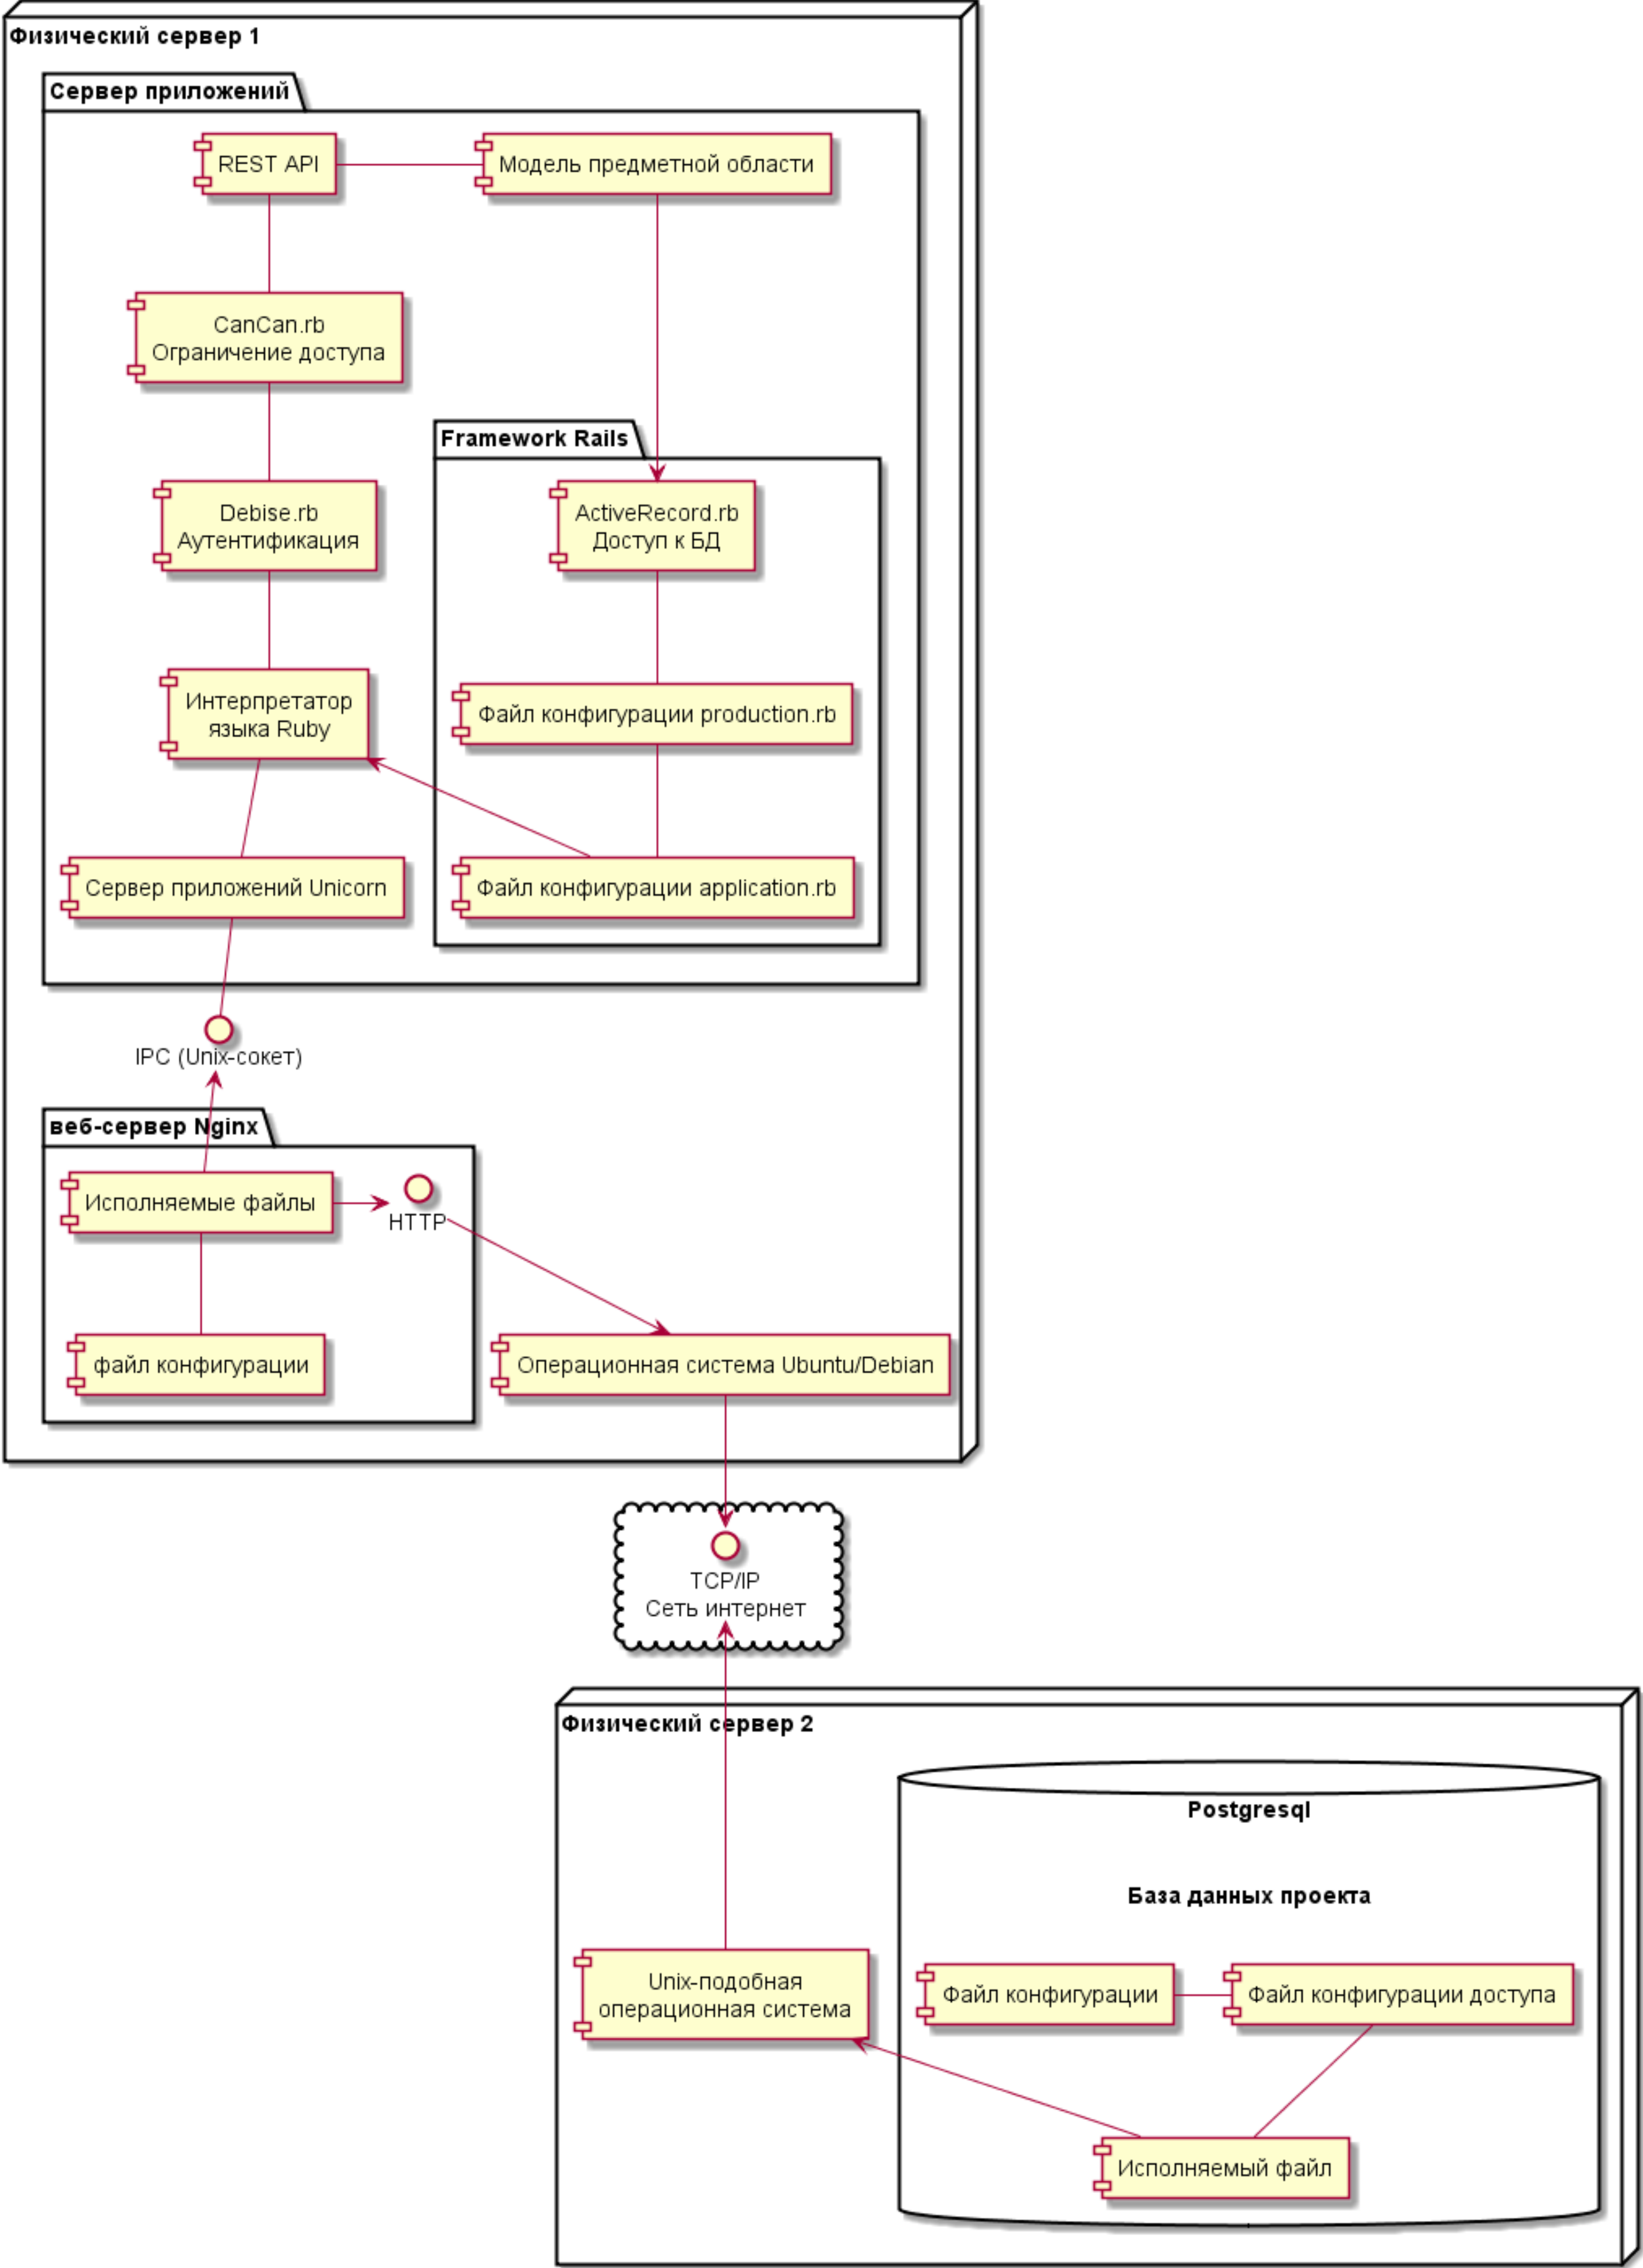 Физический сервер 1
Сервер приложений
REST API
Модель предметной области
CanCan.rb
Ограничение доступа
Framework Rails
Debise.rb
Аутентификация
ActiveRecord.rb
Доступ к БД
Интерпретатор
языка Ruby
Файл конфигурации production.rb
Сервер приложений Unicorn
Файл конфигурации application.rb
IPC (Unix-сокет)
веб-сервер Nginx
Исполняемые файлы
HTTP
файл конфигурации
Операционная система Ubuntu/Debian
TCP/IP
Сеть интернет
Физический сервер 2
Postgresql
База данных проекта
Unix-подобная
операционная система
Файл конфигурации
Файл конфигурации доступа
Исполняемый файл